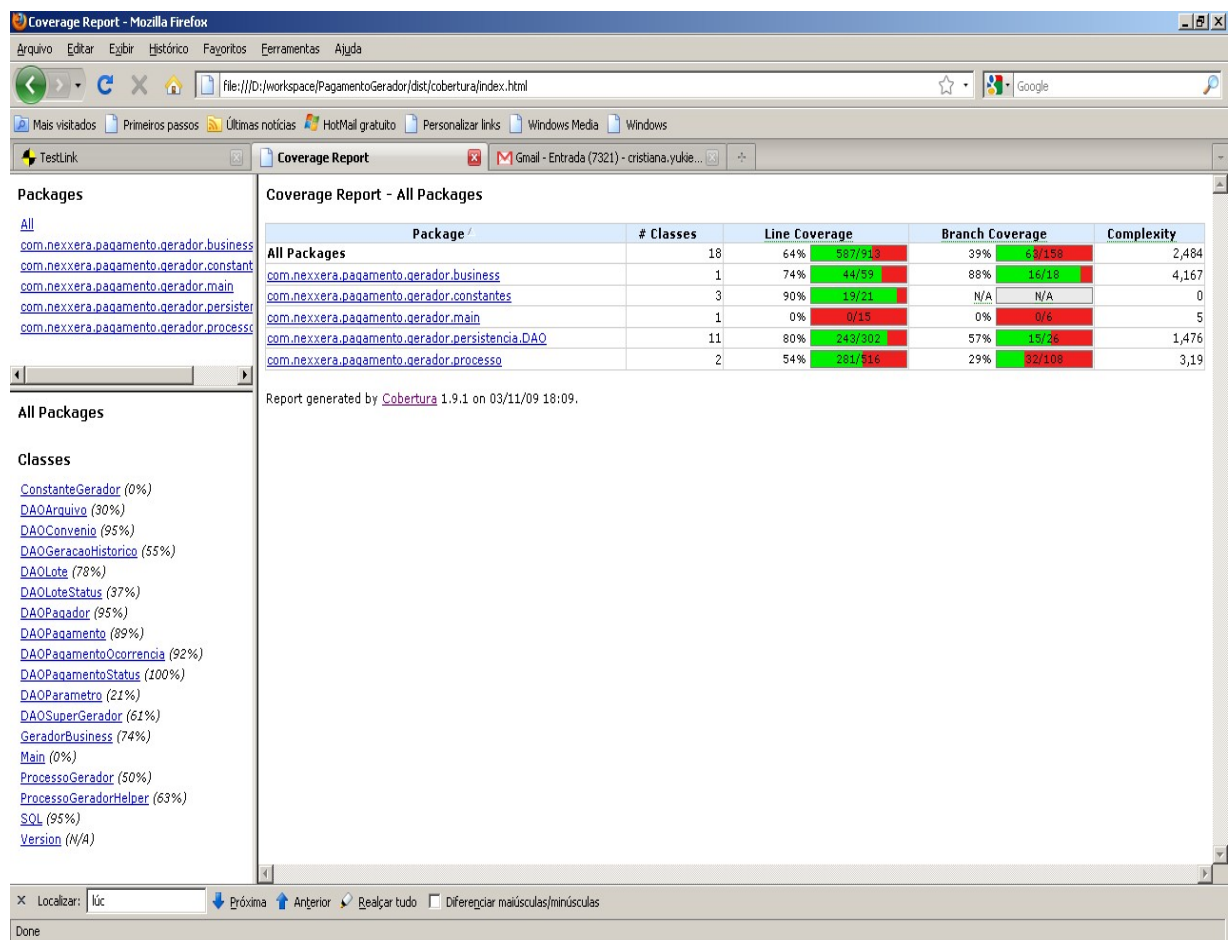 Coverage Report - Mozilla Firefox
Arquivo Editar Exibir Histórico Favoritos Ferramentas Ajuda
file:///D:/workspace/PagamentoGerador/dist/cobertura/index.html Google
Mais visitados Primeiros passos Últimas notícias HotMail gratuito Personalizar links Windows Media Windows
TestLink Coverage Report Gmail - Entrada (7321) - cristiana.yukie...
Packages
All
com.nexxera.pagamento.gerador.business
com.nexxera.pagamento.gerador.constant
com.nexxera.pagamento.gerador.main
com.nexxera.pagamento.gerador.persister
com.nexxera.pagamento.gerador.processo
All Packages
Classes
ConstanteGerador (0%)
DAOArquivo (30%)
DAOConvenio (95%)
DAOGeracaoHistorico (55%)
DAOLote (78%)
DAOLoteStatus (37%)
DAOPagador (95%)
DAOPagamento (89%)
DAOPagamentoOcorrencia (92%)
DAOPagamentoStatus (100%)
DAOParametro (21%)
DAOSuperGerador (61%)
GeradorBusiness (74%)
Main (0%)
ProcessoGerador (50%)
ProcessoGeradorHelper (63%)
SQL (95%)
Version (N/A)
Coverage Report - All Packages
Package # Classes Line Coverage Branch Coverage Complexity
All Packages 18 64% 587/913 39% 63/158 2,484
com.nexxera.pagamento.gerador.business 1 74% 44/59 88% 16/18 4,167
com.nexxera.pagamento.gerador.constantes 3 90% 19/21 N/A N/A 0
com.nexxera.pagamento.gerador.main 1 0% 0/15 0% 0/6 5
com.nexxera.pagamento.gerador.persistencia.DAO 11 80% 243/302 57% 15/26 1,476
com.nexxera.pagamento.gerador.processo 2 54% 281/516 29% 32/108 3,19
Report generated by Cobertura 1.9.1 on 03/11/09 18:09.
Localizar: lúc Próxima Anterior Realçar tudo Diferenciar maiúsculas/minúsculas
Done